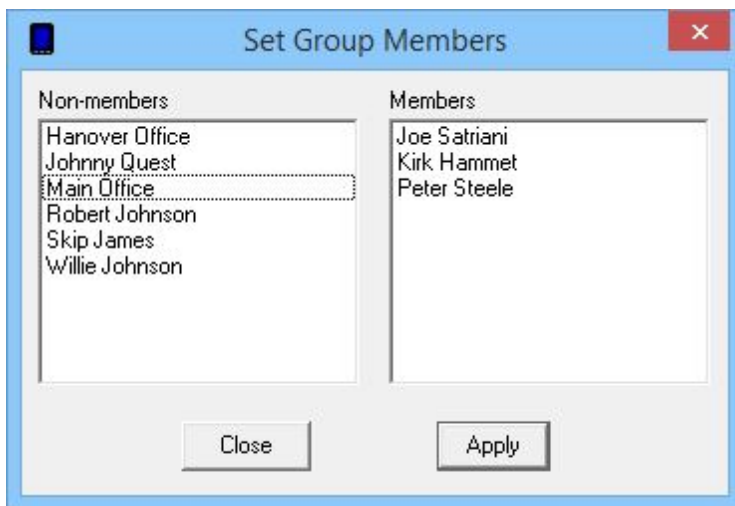 Set Group Members
Non-members
Hanover Office
Johnny Quest
Main Office
Robert Johnson
Skip James
Willie Johnson
Members
Joe Satriani
Kirk Hammet
Peter Steele
Close
Apply